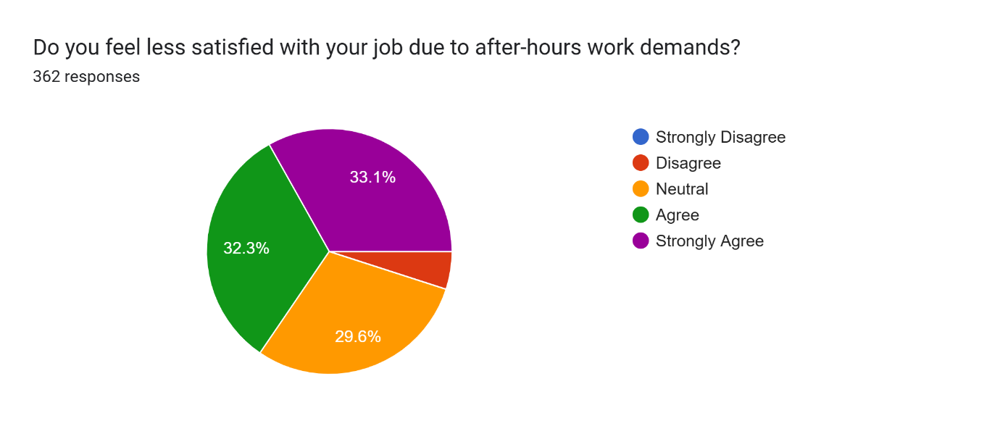 Do you feel less satisfied with your job due to after-hours work demands?
362 responses
33.1%
32.3%
29.6%
Strongly Disagree
Disagree
Neutral
Agree
Strongly Agree